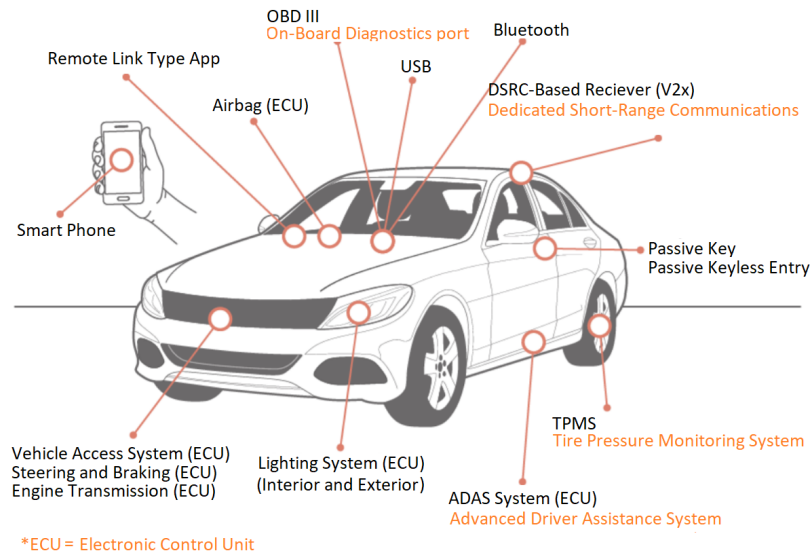 OBD III
On-Board Diagnostics port
Bluetooth
Remote Link Type App
USB
DSRC-Based Reciever (V2x)
Dedicated Short-Range Communications
Airbag (ECU)
Smart Phone
Passive Key
Passive Keyless Entry
TPMS
Tire Pressure Monitoring System
Vehicle Access System (ECU)
Steering and Braking (ECU)
Engine Transmission (ECU)
Lighting System (ECU)
(Interior and Exterior)
ADAS System (ECU)
Advanced Driver Assistance System
*ECU = Electronic Control Unit